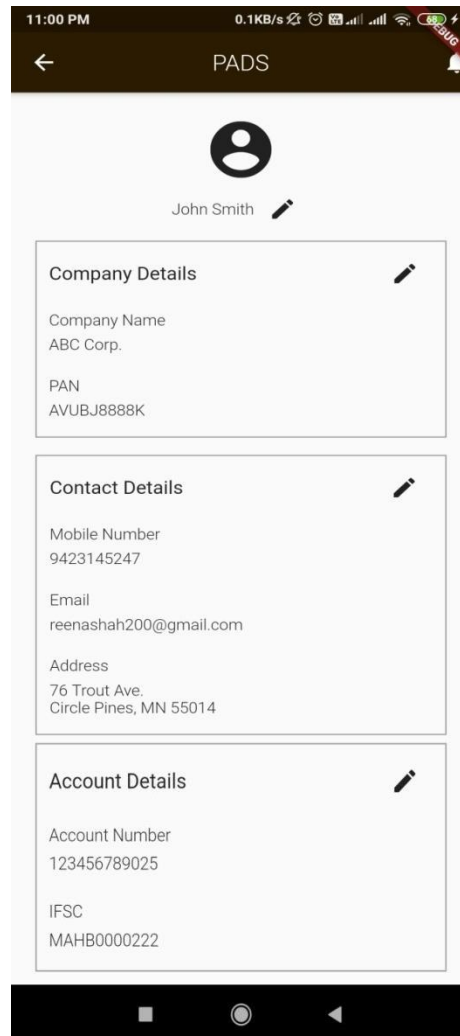 11:00 PM 0.1KB/s 68
PADS
John Smith
Company Details
Company Name
ABC Corp.
PAN
AVUBJ8888K
Contact Details
Mobile Number
9423145247
Email
reenashah200@gmail.com
Address
76 Trout Ave.
Circle Pines, MN 55014
Account Details
Account Number
123456789025
IFSC
MAHB0000222